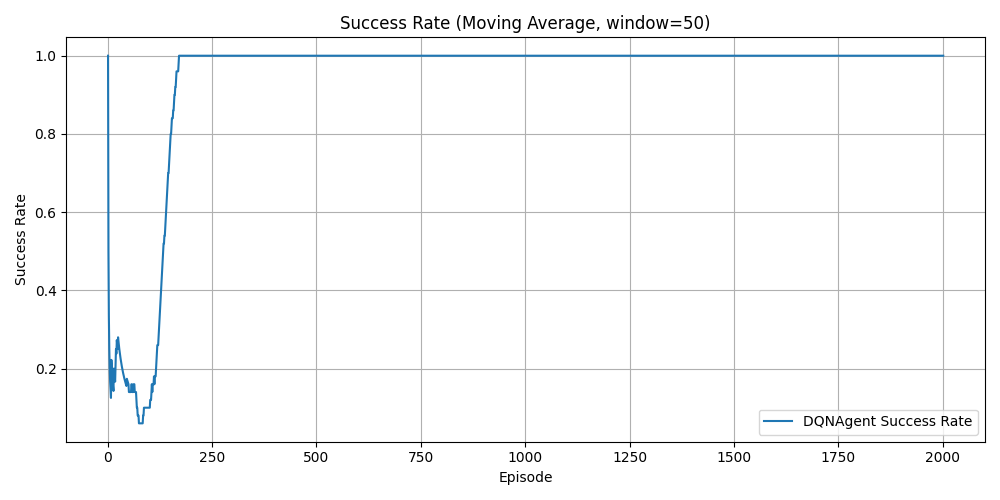 Success Rate (Moving Average, window=50)
Success Rate
1.0
0.8
0.6
0.4
0.2
0 250 500 750 1000 1250 1500 1750 2000
Episode
DQNAgent Success Rate